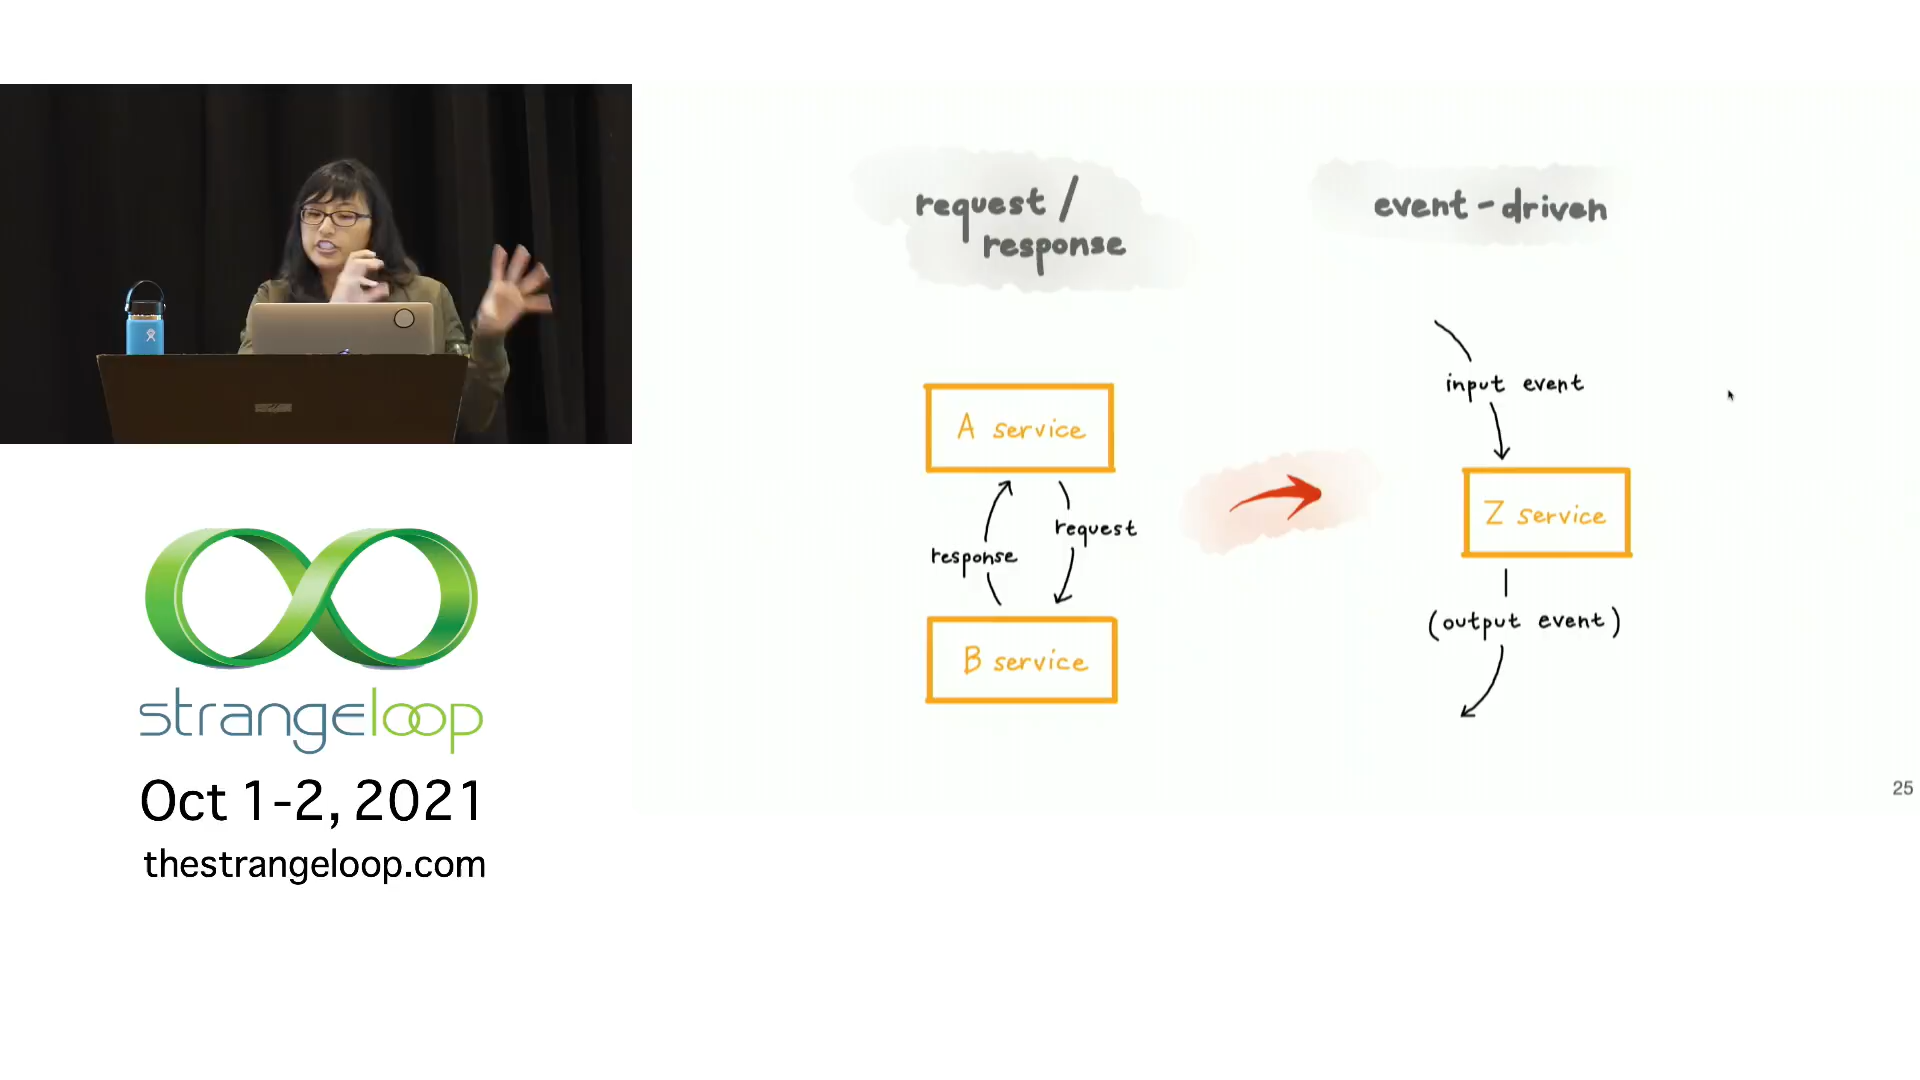 request /
response
event-driven
A service
request
response
B service
input event
Z service
(output event)
25
strangeloop
Oct 1-2, 2021
thestrangeloop.com